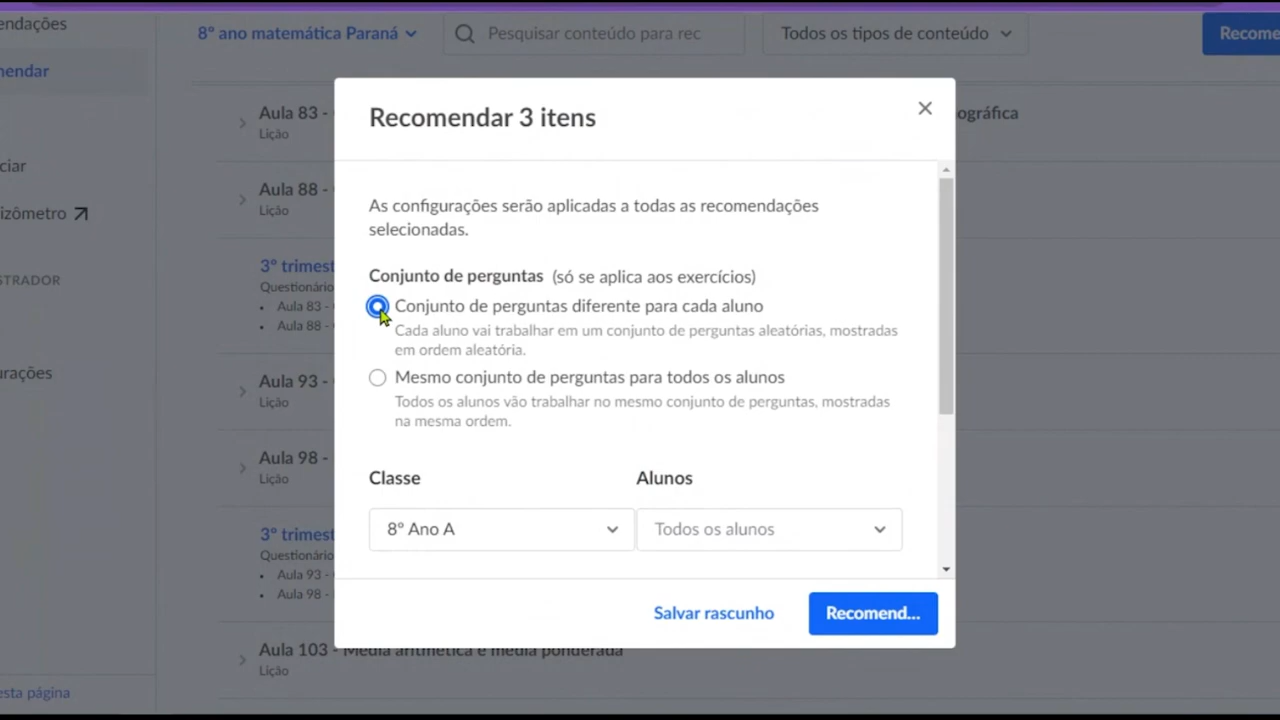 endações
8º ano matemática Paraná
Pesquisar conteúdo para rec
Todos os tipos de conteúdo
Recome
nendar
ciar
izômetro
STRADOR
urações
esta página
Aula 83 -
Lição
ográfica
Aula 88 -
Lição
3º trimest
Questionário
• Aula 83 -
• Aula 88 -
Aula 93 -
Lição
Aula 98 -
Lição
3º trimest
Questionário
• Aula 93 -
• Aula 98 -
Aula 103 - Média aritmética e média ponderada
Lição
Recomendar 3 itens
As configurações serão aplicadas a todas as recomendações
selecionadas.
Conjunto de perguntas (só se aplica aos exercícios)
Conjunto de perguntas diferente para cada aluno
Cada aluno vai trabalhar em um conjunto de perguntas aleatórias, mostradas
em ordem aleatória.
Mesmo conjunto de perguntas para todos os alunos
Todos os alunos vão trabalhar no mesmo conjunto de perguntas, mostradas
na mesma ordem.
Classe
Alunos
8º Ano A
Todos os alunos
Salvar rascunho
Recomend...